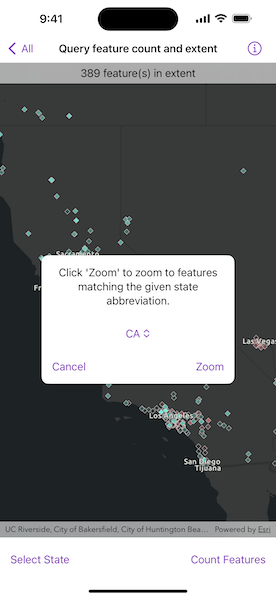 9:41
All
Query feature count and extent
389 feature(s) in extent
Sacramento
Click 'Zoom' to zoom to features
matching the given state
abbreviation.
Fr
CA
Las Vegas
Cancel
Zoom
Los Angeles
San Diego
Tijuana
UC Riverside, City of Bakersfield, City of Huntington Bea... Powered by Esri
Select State
Count Features